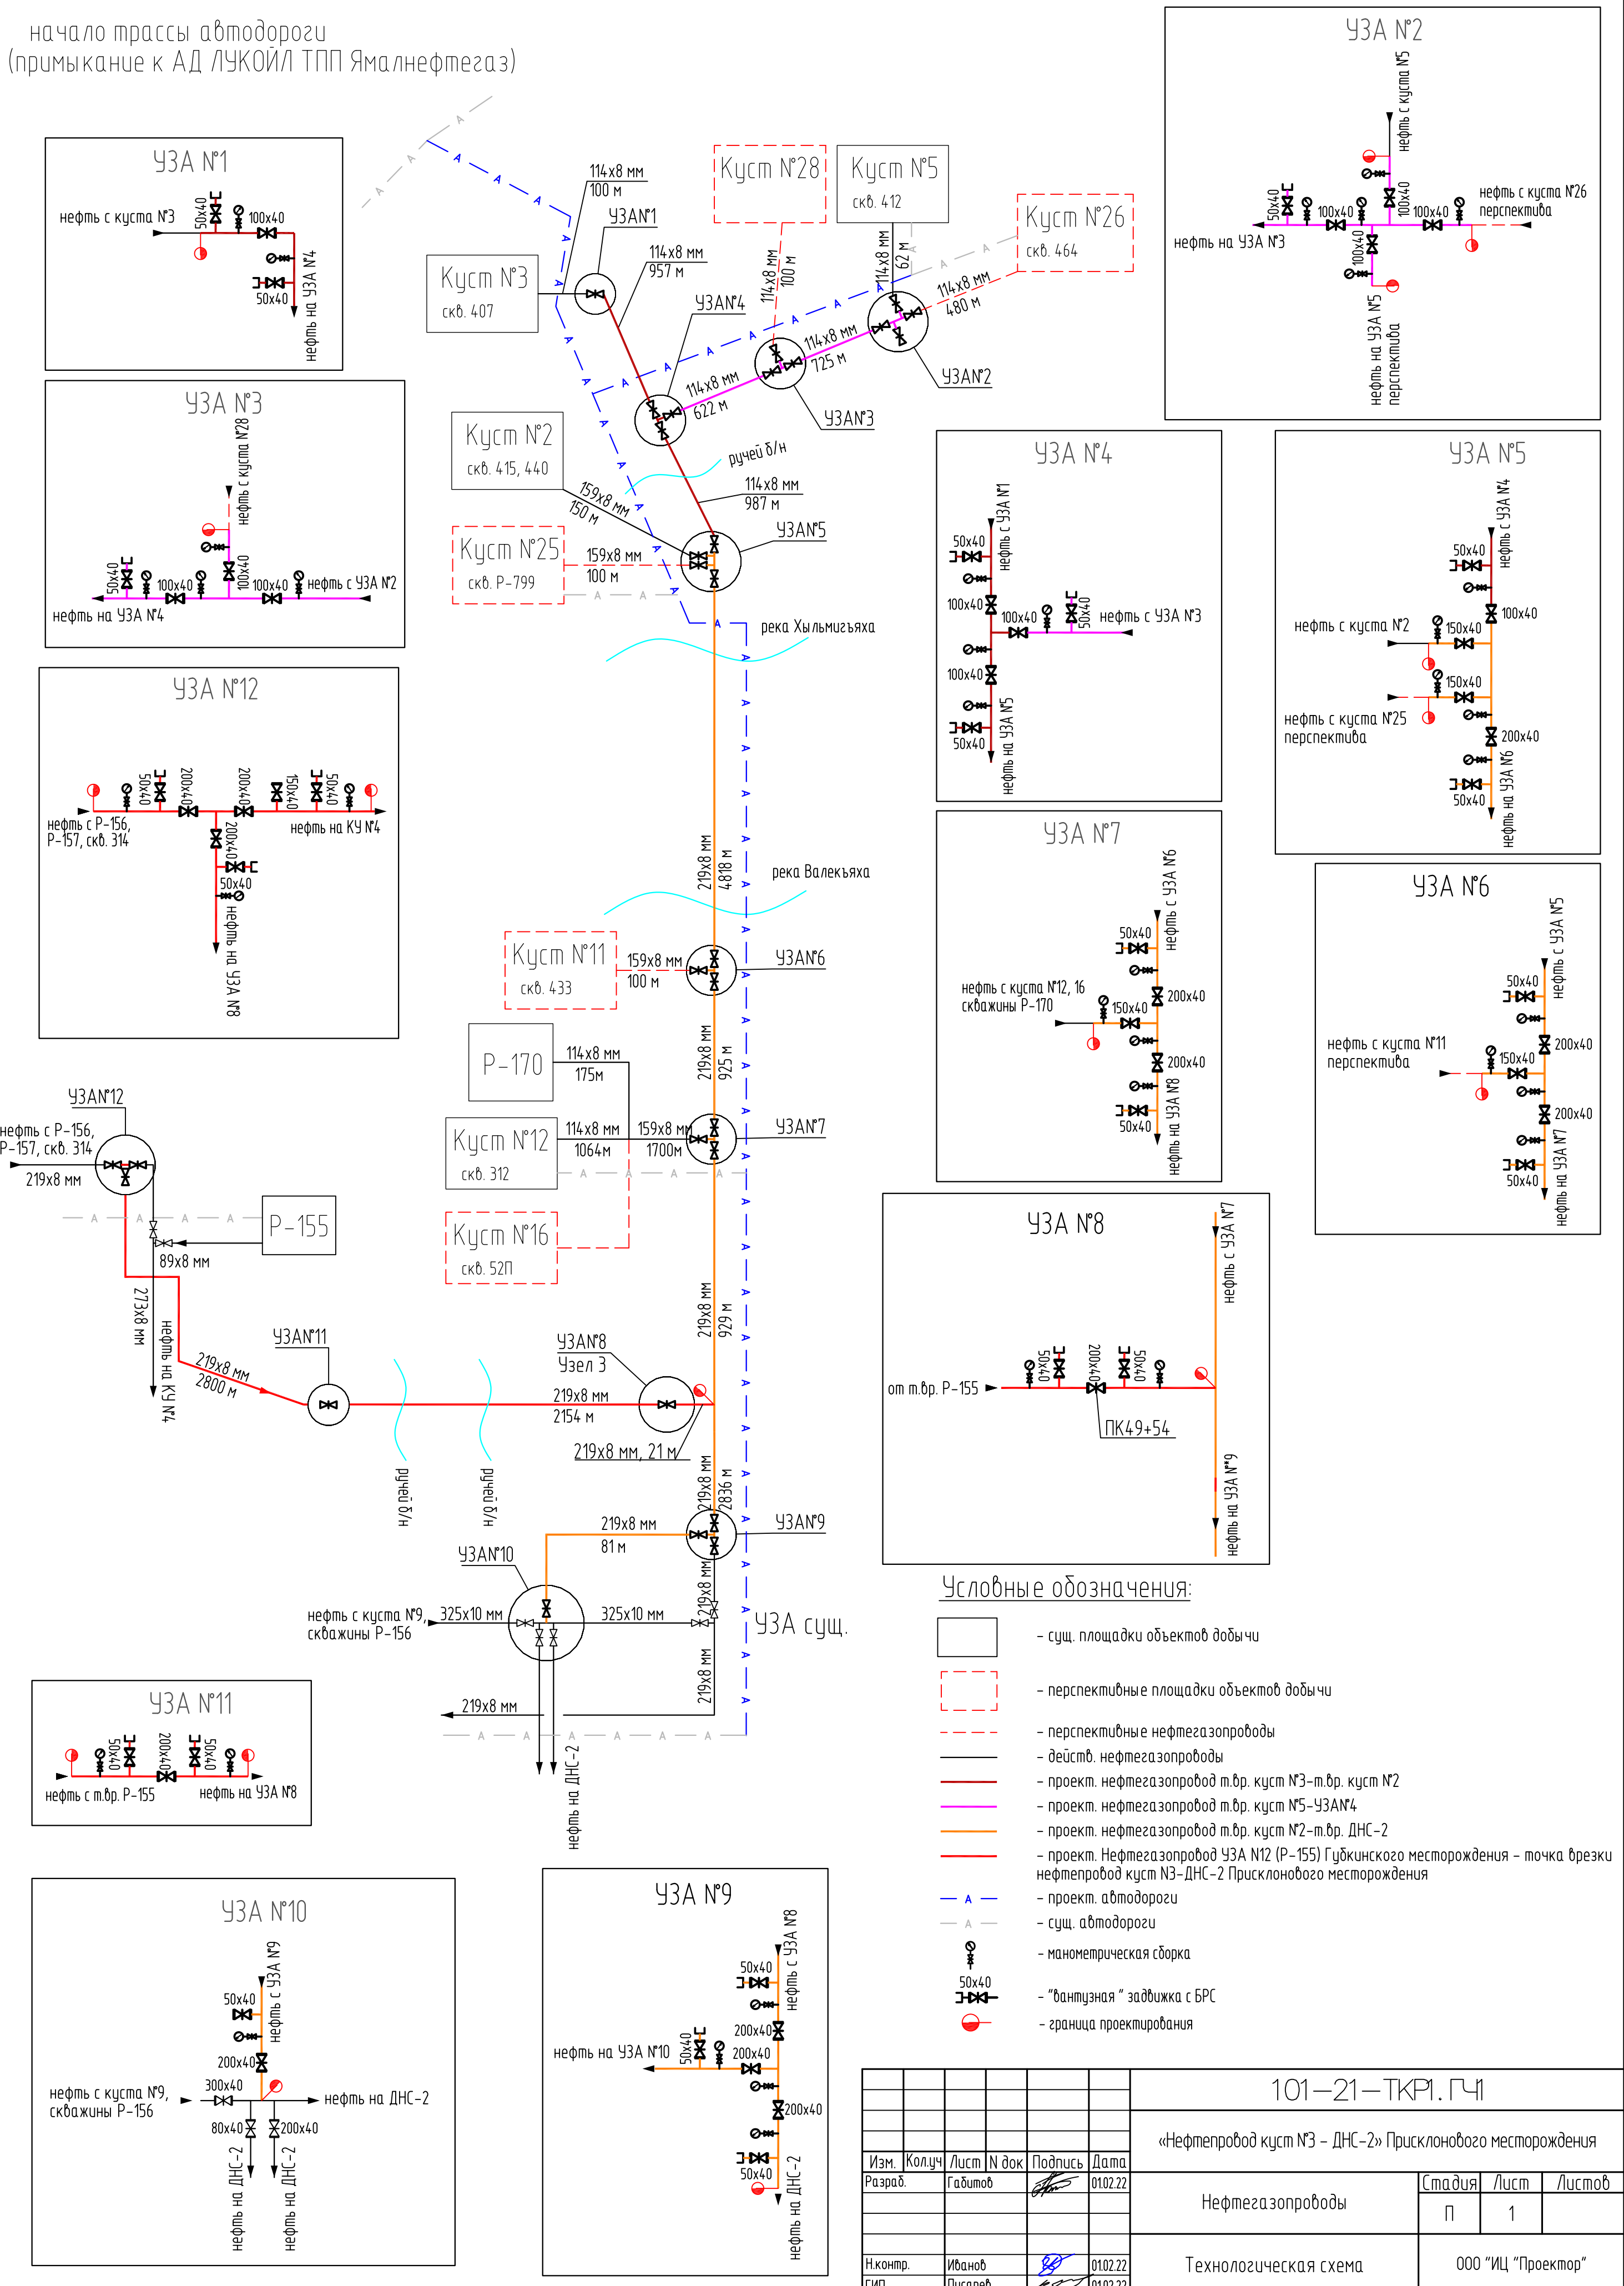 начало трассы автодороги
(примыкание к АД ЛУКОЙЛ ТПП Ямалнефтегаз)
УЗА №1
нефть с куста №3
50х40
100х40
50х40
нефть на УЗА №4
УЗА №3
нефть с куста №28
50х40
100х40
100х40
100х40
нефть с УЗА №2
нефть на УЗА №4
УЗА №12
50х40
200х40
200х40
150х40
50х40
нефть с Р-156,
Р-157, скв. 314
нефть на КУ №4
200х40
50х40
нефть на УЗА №8
114х8 мм
100 м
УЗА№1
Куст №3
скв. 407
114х8 мм
957 м
УЗА№4
Куст №28
114х8 мм
100 м
Куст №5
скв. 412
114х8 мм
62 м
Куст №26
скв. 464
114х8 мм
480 м
УЗА№2
114х8 мм
725 м
УЗА№3
114х8 мм
622 м
Куст №2
скв. 415, 440
159х8 мм
150 м
ручей б/н
114х8 мм
987 м
УЗА№5
Куст №25
скв. Р-799
159х8 мм
100 м
река Хыльмигъяха
219х8 мм
4818 м
река Валекъяха
Куст №11
скв. 433
159х8 мм
100 м
УЗА№6
219х8 мм
925 м
Р-170
114х8 мм
175м
Куст №12
скв. 312
114х8 мм
1064м
159х8 мм
1700м
УЗА№7
Куст №16
скв. 52П
219х8 мм
929 м
УЗА№12
нефть с Р-156,
Р-157, скв. 314
219х8 мм
Р-155
89х8 мм
273х8 мм
нефть на КУ №4
219х8 мм
2800 м
УЗА№11
ручей б/н
ручей б/н
УЗА№8
Узел 3
219х8 мм
2154 м
219х8 мм, 21 м
219х8 мм
2836 м
УЗА№9
219х8 мм
81 м
УЗА№10
нефть с куста №9,
скважины Р-156
325х10 мм
325х10 мм
219х8 мм
УЗА сущ.
219х8 мм
219х8 мм
нефть на ДНС-2
УЗА №2
нефть с куста №5
50х40
100х40
100х40
100х40
100х40
нефть с куста №26
перспектива
нефть на УЗА №3
нефть на УЗА №5
перспектива
УЗА №4
нефть с УЗА №1
50х40
100х40
100х40
50х40
нефть с УЗА №3
100х40
50х40
нефть на УЗА №5
УЗА №5
нефть с УЗА №4
50х40
100х40
нефть с куста №2
150х40
150х40
нефть с куста №25
перспектива
200х40
50х40
нефть на УЗА №6
УЗА №7
нефть с УЗА №6
50х40
нефть с куста №12, 16
скважины Р-170
200х40
150х40
200х40
50х40
нефть на УЗА №8
УЗА №6
нефть с УЗА №5
50х40
200х40
нефть с куста №11
перспектива
150х40
200х40
50х40
нефть на УЗА №7
УЗА №8
нефть с УЗА №7
50х40
200х40
50х40
от т.вр. Р-155
ПК49+54
нефть на УЗА №"9
УЗА №11
50х40
200х40
50х40
нефть с т.вр. Р-155
нефть на УЗА №8
УЗА №10
нефть с УЗА №9
50х40
200х40
300х40
нефть с куста №9,
скважины Р-156
нефть на ДНС-2
80х40
200х40
нефть на ДНС-2
нефть на ДНС-2
УЗА №9
нефть с УЗА №8
50х40
200х40
50х40
200х40
нефть на УЗА №10
200х40
50х40
нефть на ДНС-2
Условные обозначения:
- сущ. площадки объектов добычи
- перспективные площадки объектов добычи
- перспективные нефтегазопроводы
- действ. нефтегазопроводы
- проект. нефтегазопровод т.вр. куст №3-т.вр. куст №2
- проект. нефтегазопровод т.вр. куст №5-УЗА№4
- проект. нефтегазопровод т.вр. куст №2-т.вр. ДНС-2
- проект. Нефтегазопровод УЗА N12 (Р-155) Губкинского месторождения - точка врезки
нефтепровод куст N3-ДНС-2 Присклонового месторождения
А - проект. автодороги
А - сущ. автодороги
- манометрическая сборка
50х40
- "вантузная " задвижка с БРС
- граница проектирования
101-21-ТКР1.ГЧ1
«Нефтепровод куст №3 - ДНС-2» Присклонового месторождения
Изм. Кол.уч Лист N док Подпись Дата
Разраб. Габитов 01.02.22
Нефтегазопроводы
Стадия Лист Листов
П 1
Н.контр. Иванов 01.02.22
Технологическая схема
ООО "ИЦ "Проектор"
ГИП Писарев 01.02.22